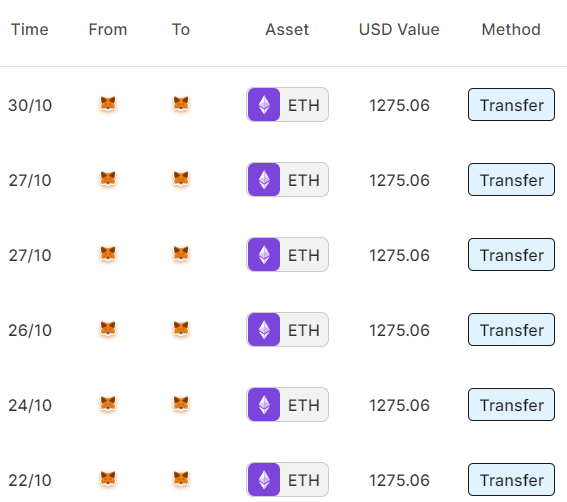 Time From To Asset USD Value Method
30/10 ETH 1275.06 Transfer
27/10 ETH 1275.06 Transfer
27/10 ETH 1275.06 Transfer
26/10 ETH 1275.06 Transfer
24/10 ETH 1275.06 Transfer
22/10 ETH 1275.06 Transfer